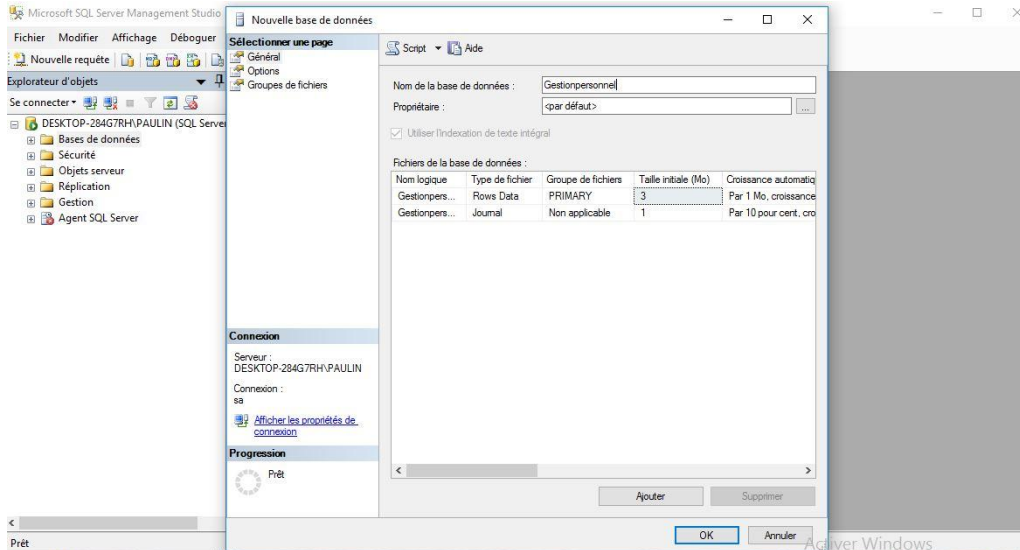 Microsoft SQL Server Management Studio
Fichier Modifier Affichage Déboguer
Nouvelle requête
Explorateur d'objets
Se connecter
DESKTOP-284G7RH\PAULIN (SQL Server
Bases de données
Sécurité
Objets serveur
Réplication
Gestion
Agent SQL Server
Prêt
Nouvelle base de données
Sélectionner une page
Général
Options
Groupes de fichiers
Connexion
Serveur :
DESKTOP-284G7RH\PAULIN
Connexion :
sa
Afficher les propriétés de
connexion
Progression
Prêt
Script Aide
Nom de la base de données : Gestionpersonnel
Propriétaire : <par défaut> ...
Utiliser l'indexation de texte intégral
Fichiers de la base de données :
Nom logique Type de fichier Groupe de fichiers Taille initiale (Mo) Croissance automatiq
Gestionpers... Rows Data PRIMARY 3 Par 1 Mo, croissance
Gestionpers... Journal Non applicable 1 Par 10 pour cent, cro
Ajouter Supprimer
OK Annuler
Activer Windows